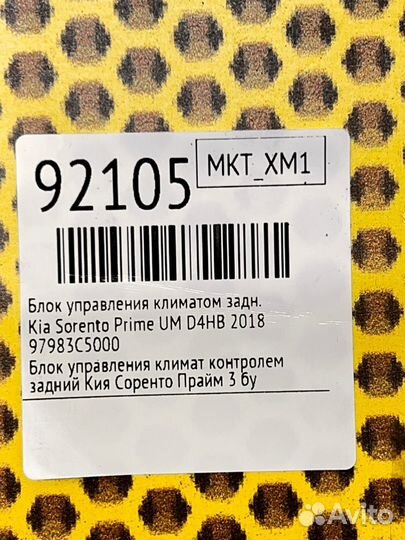 92105
MKT_XM1
Блок управления климатом задн.
Kia Sorento Prime UM D4HB 2018
97983C5000
Блок управления климат контролем
задний Кия Соренто Прайм 3 бу
Avito